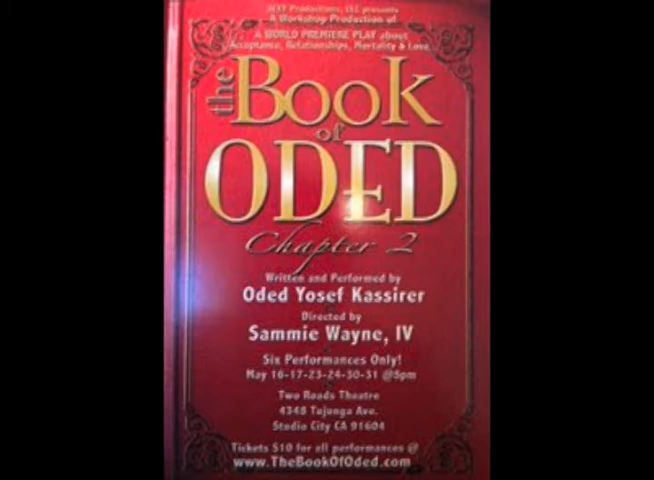 Productions, LLC presents
A Workshop Production of
A WORLD PREMIERE PLAY about
Acceptance, Relationships, Mortality & Love
the Book
of
ODED
Chapter 2
Written and Performed by
Oded Yosef Kassirer
Directed by
Sammie Wayne, IV
Six Performances Only!
May 16-17-23-24-30-31 @8pm
Two Roads Theatre
4348 Tujunga Ave.
Studio City CA 91604
Tickets $10 for all performances @
www.TheBookOfOded.com